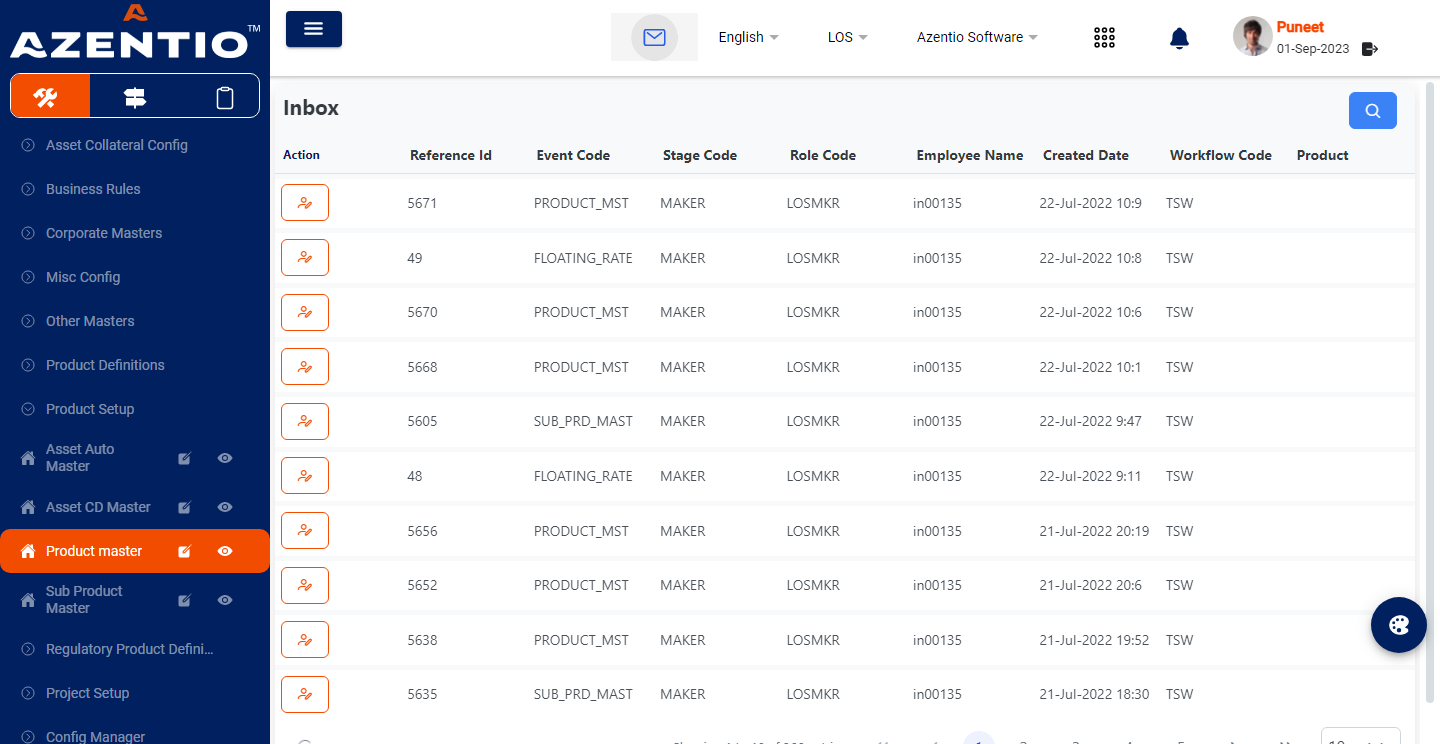 AZENTIO™
English
LOS
Azentio Software
Puneet
01-Sep-2023
Asset Collateral Config
Business Rules
Corporate Masters
Misc Config
Other Masters
Product Definitions
Product Setup
Asset Auto
Master
Asset CD Master
Product master
Sub Product
Master
Regulatory Product Defini...
Project Setup
Config Manager
Inbox
Action Reference Id Event Code Stage Code Role Code Employee Name Created Date Workflow Code Product
5671 PRODUCT_MST MAKER LOSMKR in00135 22-Jul-2022 10:9 TSW
49 FLOATING_RATE MAKER LOSMKR in00135 22-Jul-2022 10:8 TSW
5670 PRODUCT_MST MAKER LOSMKR in00135 22-Jul-2022 10:6 TSW
5668 PRODUCT_MST MAKER LOSMKR in00135 22-Jul-2022 10:1 TSW
5605 SUB_PRD_MAST MAKER LOSMKR in00135 22-Jul-2022 9:47 TSW
48 FLOATING_RATE MAKER LOSMKR in00135 22-Jul-2022 9:11 TSW
5656 PRODUCT_MST MAKER LOSMKR in00135 21-Jul-2022 20:19 TSW
5652 PRODUCT_MST MAKER LOSMKR in00135 21-Jul-2022 20:6 TSW
5638 PRODUCT_MST MAKER LOSMKR in00135 21-Jul-2022 19:52 TSW
5635 SUB_PRD_MAST MAKER LOSMKR in00135 21-Jul-2022 18:30 TSW